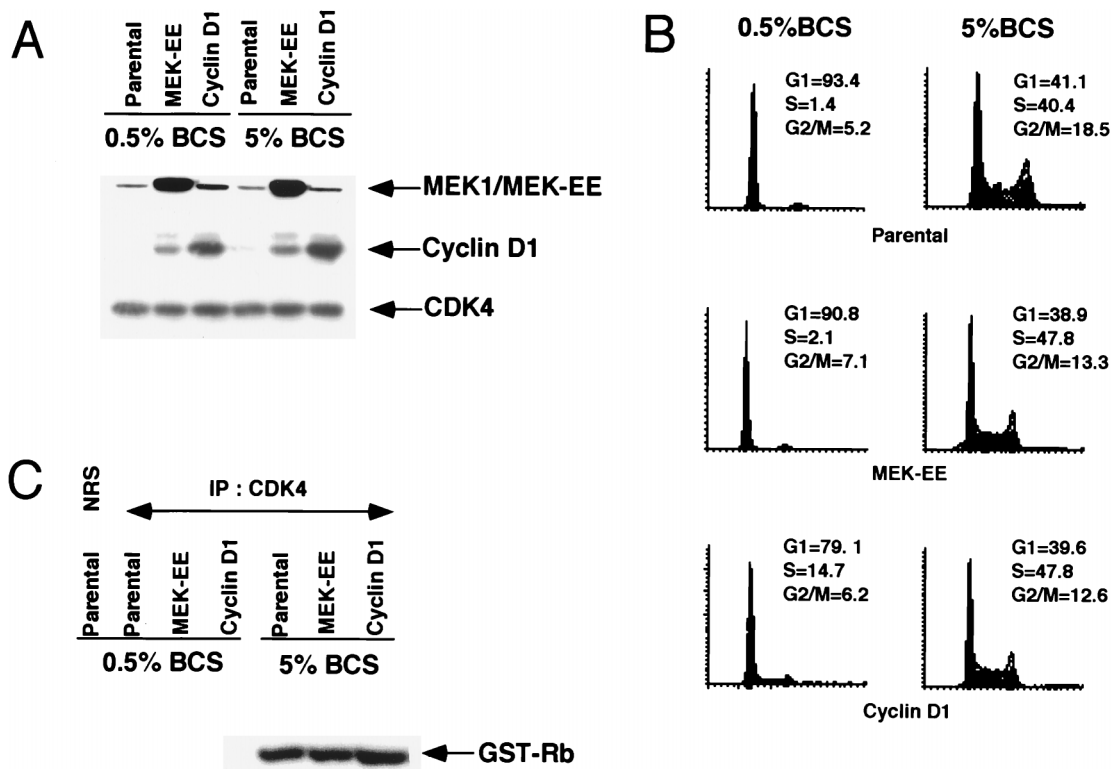 A
Parental
MEK-EE
Cyclin D1
Parental
MEK-EE
Cyclin D1
0.5% BCS
5% BCS
MEK1/MEK-EE
Cyclin D1
CDK4
B
0.5%BCS
5%BCS
G1=93.4
S=1.4
G2/M=5.2
G1=41.1
S=40.4
G2/M=18.5
Parental
G1=90.8
S=2.1
G2/M=7.1
G1=38.9
S=47.8
G2/M=13.3
MEK-EE
G1=79. 1
S=14.7
G2/M=6.2
G1=39.6
S=47.8
G2/M=12.6
Cyclin D1
C
NRS
IP : CDK4
Parental
Parental
MEK-EE
Cyclin D1
Parental
MEK-EE
Cyclin D1
0.5% BCS
5% BCS
GST-Rb